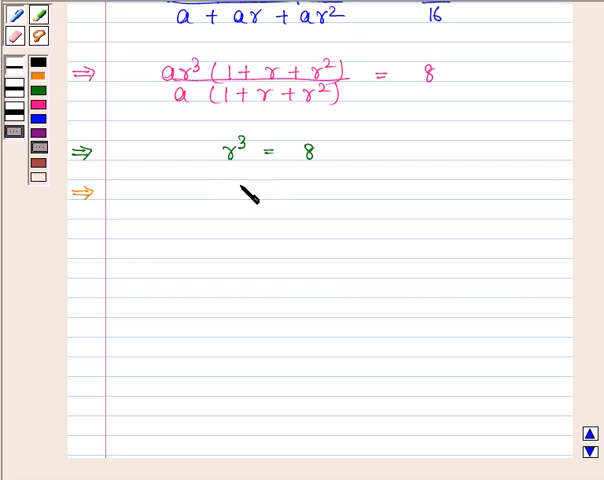 a + ar + ar²   16
⇒ ar³ (1 + r + r²) / a (1 + r + r²) = 8
⇒ r³ = 8
⇒